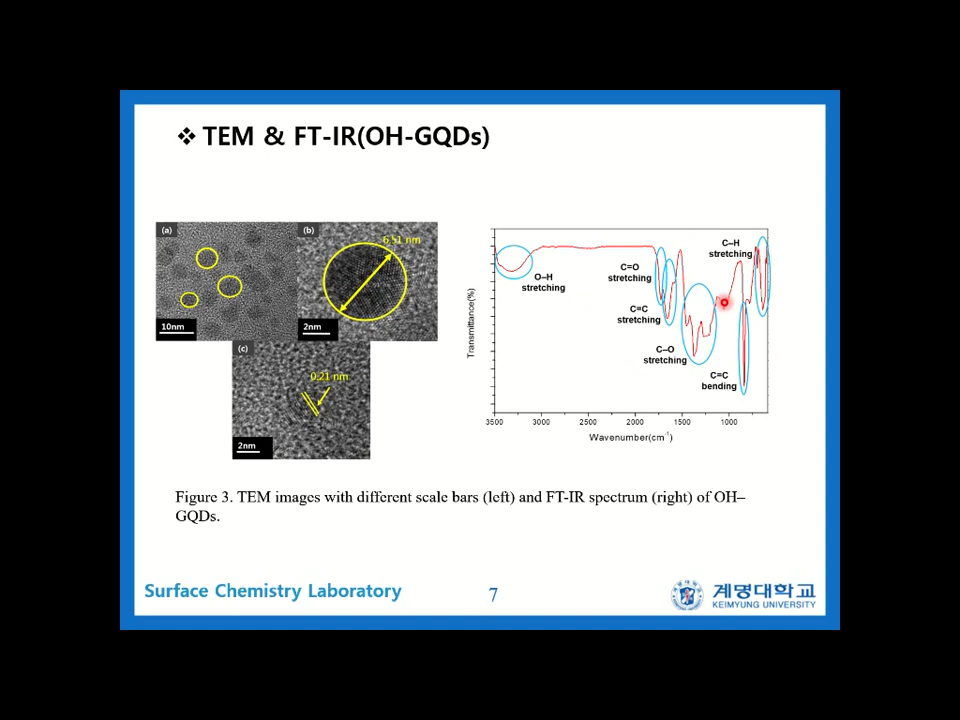 ❖ TEM & FT-IR(OH-GQDs)
(a)
10nm
(b)
6.51 nm
2nm
(c)
0.21 nm
2nm
Transmittance(%)
O–H
stretching
C=O
stretching
C=C
stretching
C–O
stretching
C–H
stretching
C=C
bending
3500 3000 2500 2000 1500 1000
Wavenumber(cm⁻¹)
Figure 3. TEM images with different scale bars (left) and FT-IR spectrum (right) of OH–
GQDs.
Surface Chemistry Laboratory
7
계명대학교
KEIMYUNG UNIVERSITY